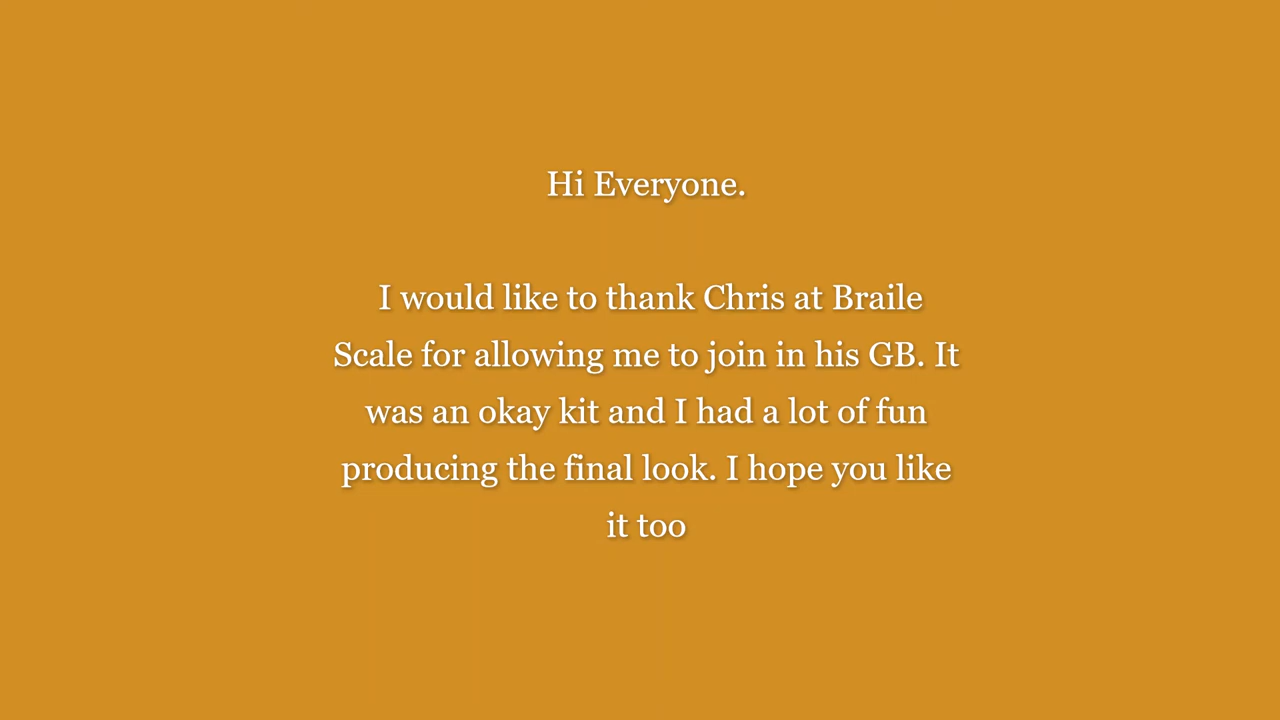 Hi Everyone.
I would like to thank Chris at Braile
Scale for allowing me to join in his GB. It
was an okay kit and I had a lot of fun
producing the final look. I hope you like
it too